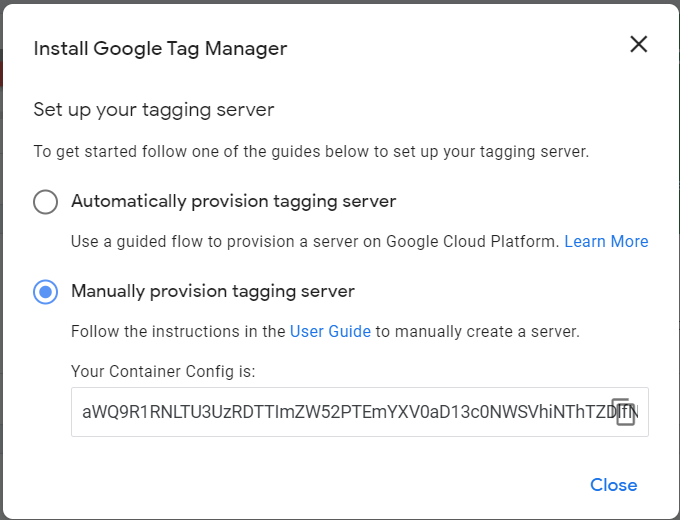 Install Google Tag Manager
Set up your tagging server
To get started follow one of the guides below to set up your tagging server.
Automatically provision tagging server
Use a guided flow to provision a server on Google Cloud Platform. Learn More
Manually provision tagging server
Follow the instructions in the User Guide to manually create a server.
Your Container Config is:
aWQ9R1RNLTU3UzRDTTImZW52PTEmYXV0aD13c0NWSVhiNThTZDlfN
Close